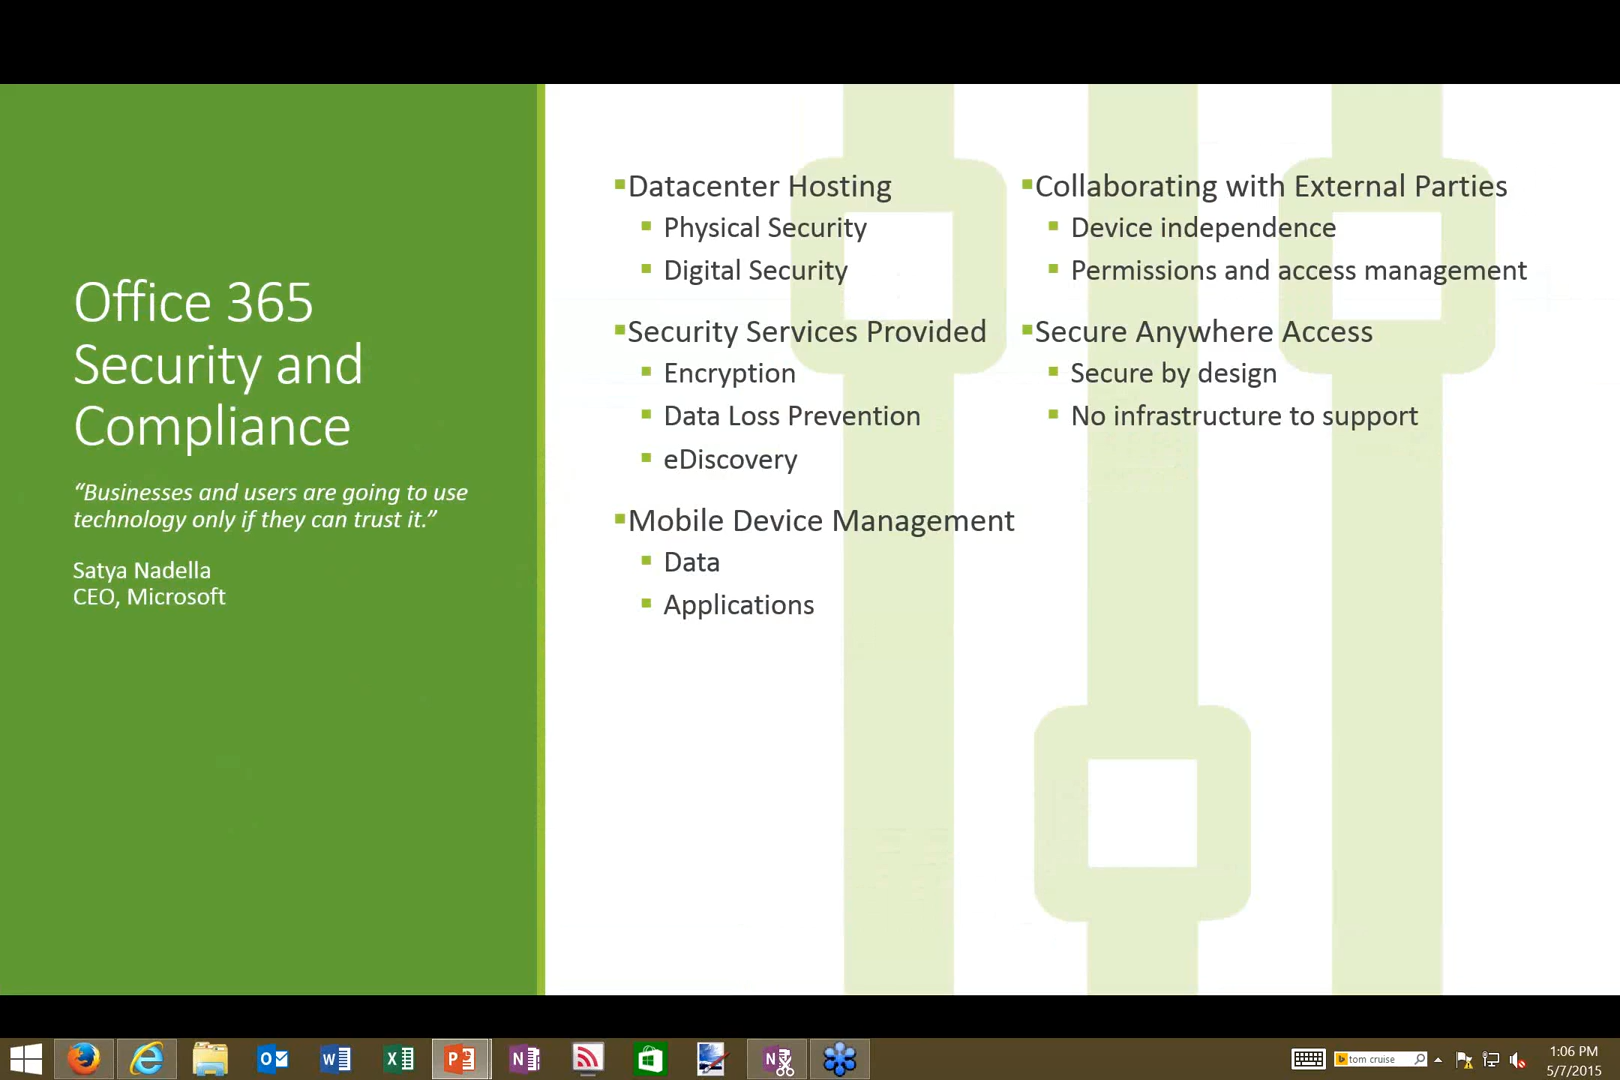 Office 365
Security and
Compliance
“Businesses and users are going to use
technology only if they can trust it.”
Satya Nadella
CEO, Microsoft
Datacenter Hosting
Physical Security
Digital Security
Security Services Provided
Encryption
Data Loss Prevention
eDiscovery
Mobile Device Management
Data
Applications
Collaborating with External Parties
Device independence
Permissions and access management
Secure Anywhere Access
Secure by design
No infrastructure to support
tom cruise
1:06 PM
5/7/2015